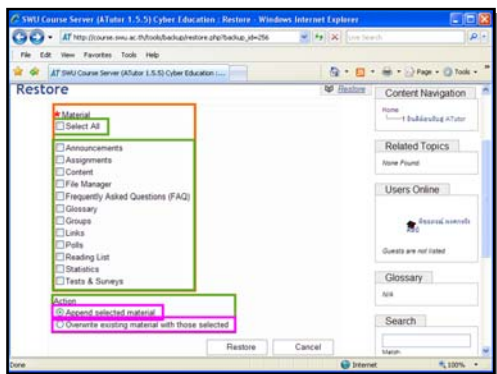 SWU Course Server (ATutor 1.5.5) Cyber Education : Restore - Windows Internet Explorer
http://course.swu.ac.th/tools/backup/restore.php?backup_id=256
Live Search
File Edit View Favorites Tools Help
SWU Course Server (ATutor 1.5.5) Cyber Education : ...
Page Tools
Restore
Restore
Content Navigation
* Material
Select All
Home
Announcements
Assignments
Content
File Manager
Frequently Asked Questions (FAQ)
Glossary
Groups
Links
Polls
Reading List
Statistics
Tests & Surveys
Related Topics
None Found
Users Online
Guests are not listed
Glossary
N/A
Action
Append selected material
Overwrite existing material with those selected
Search
Restore Cancel
Match:
Done
Internet
100%